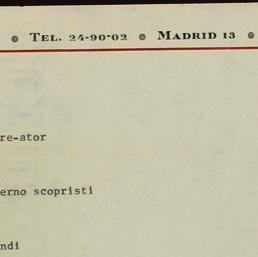 ● TEL. 24-90-02 ● MADRID 13 ●
re-ator
erno scopristi
ndi